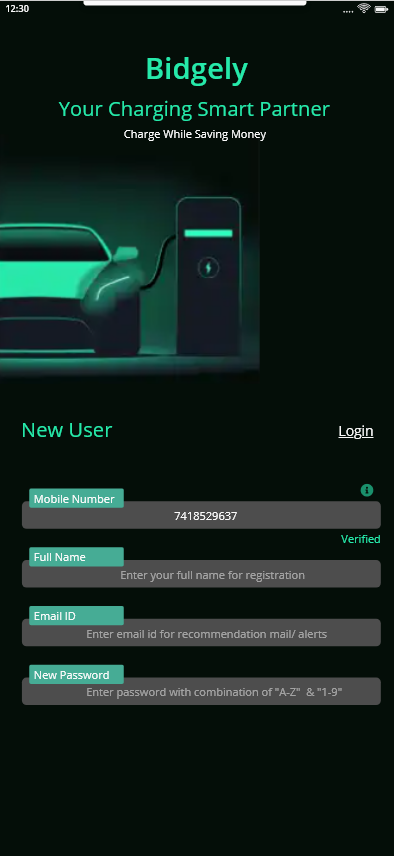 12:30
Bidgely
Your Charging Smart Partner
Charge While Saving Money
New User
Login
Mobile Number
7418529637
Verified
Full Name
Enter your full name for registration
Email ID
Enter email id for recommendation mail/ alerts
New Password
Enter password with combination of "A-Z"  & "1-9"